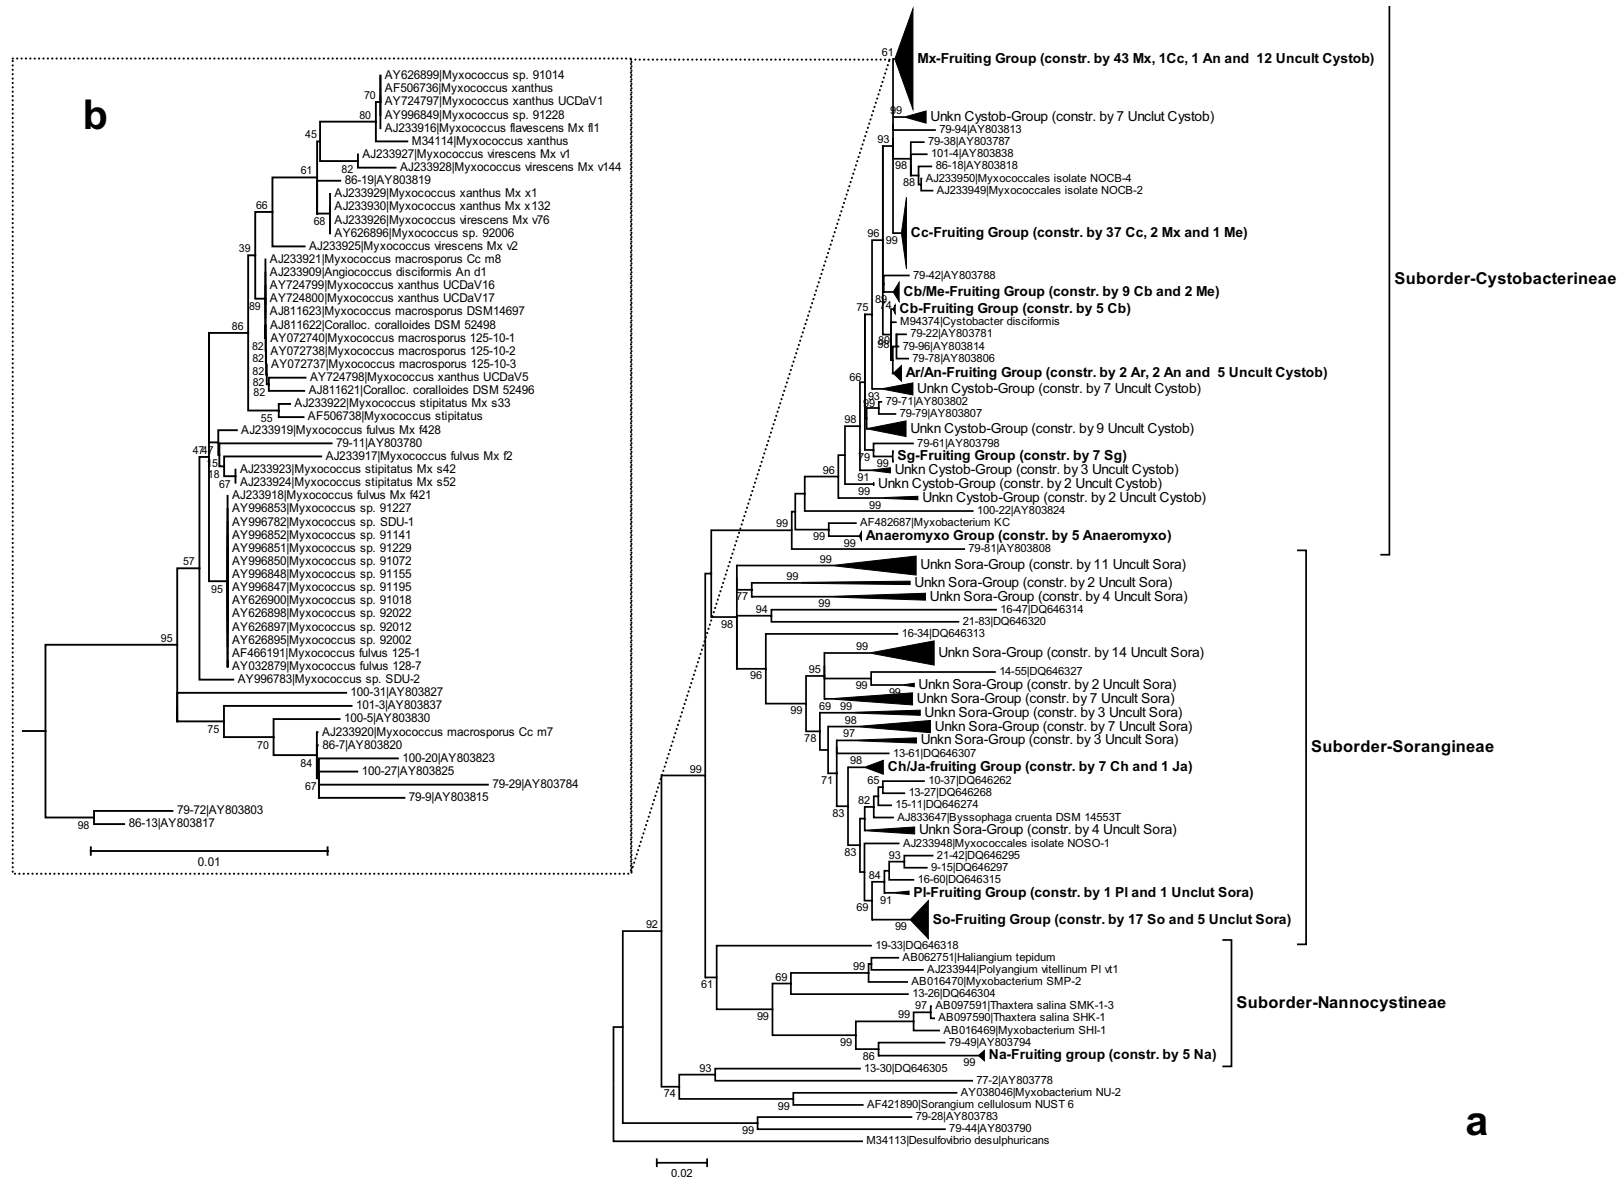 b
AY626899|Myxococcus sp. 91014
AF506736|Myxococcus xanthus
AY724797|Myxococcus xanthus UCDaV1
AY996849|Myxococcus sp. 91228
AJ233916|Myxococcus flavescens Mx fl1
M34114|Myxococcus xanthus
AJ233927|Myxococcus virescens Mx v1
AJ233928|Myxococcus virescens Mx v144
86-19|AY803819
AJ233929|Myxococcus xanthus Mx x1
AJ233930|Myxococcus xanthus Mx x132
AJ233926|Myxococcus virescens Mx v76
AY626896|Myxococcus sp. 92006
AJ233925|Myxococcus virescens Mx v2
AJ233921|Myxococcus macrosporus Cc m8
AJ233909|Angiococcus disciformis An d1
AY724799|Myxococcus xanthus UCDaV16
AY724800|Myxococcus xanthus UCDaV17
AJ811623|Myxococcus macrosporus DSM14697
AJ811622|Coralloc. coralloides DSM 52498
AY072740|Myxococcus macrosporus 125-10-1
AY072738|Myxococcus macrosporus 125-10-2
AY072737|Myxococcus macrosporus 125-10-3
AY724798|Myxococcus xanthus UCDaV5
AJ811621|Coralloc. coralloides DSM 52496
AJ233922|Myxococcus stipitatus Mx s33
AF506738|Myxococcus stipitatus
AJ233919|Myxococcus fulvus Mx f428
79-11|AY803780
AJ233917|Myxococcus fulvus Mx f2
AJ233923|Myxococcus stipitatus Mx s42
AJ233924|Myxococcus stipitatus Mx s52
AJ233918|Myxococcus fulvus Mx f421
AY996853|Myxococcus sp. 91227
AY996782|Myxococcus sp. SDU-1
AY996852|Myxococcus sp. 91141
AY996851|Myxococcus sp. 91229
AY996850|Myxococcus sp. 91072
AY996848|Myxococcus sp. 91155
AY996847|Myxococcus sp. 91195
AY626900|Myxococcus sp. 91018
AY626898|Myxococcus sp. 92022
AY626897|Myxococcus sp. 92012
AY626895|Myxococcus sp. 92002
AF466191|Myxococcus fulvus 125-1
AY032879|Myxococcus fulvus 128-7
AY996783|Myxococcus sp. SDU-2
100-31|AY803827
101-3|AY803837
100-5|AY803830
AJ233920|Myxococcus macrosporus Cc m7
86-7|AY803820
100-20|AY803823
100-27|AY803825
79-29|AY803784
79-9|AY803815
79-72|AY803803
86-13|AY803817
70
80
45
82
61
68
66
39
89
86
82
82
82
82
55
47
47
15
18
67
57
95
95
75
70
84
67
98
0.01
Mx-Fruiting Group (constr. by 43 Mx, 1Cc, 1 An and 12 Uncult Cystob)
Unkn Cystob-Group (constr. by 7 Unclut Cystob)
79-94|AY803813
79-38|AY803787
101-4|AY803838
86-18|AY803818
AJ233950|Myxococcales isolate NOCB-4
AJ233949|Myxococcales isolate NOCB-2
Cc-Fruiting Group (constr. by 37 Cc, 2 Mx and 1 Me)
79-42|AY803788
Cb/Me-Fruiting Group (constr. by 9 Cb and 2 Me)
Cb-Fruiting Group (constr. by 5 Cb)
M94374|Cystobacter disciformis
79-22|AY803781
79-96|AY803814
79-78|AY803806
Ar/An-Fruiting Group (constr. by 2 Ar, 2 An and 5 Uncult Cystob)
Unkn Cystob-Group (constr. by 7 Uncult Cystob)
79-71|AY803802
79-79|AY803807
Unkn Cystob-Group (constr. by 9 Uncult Cystob)
79-61|AY803798
Sg-Fruiting Group (constr. by 7 Sg)
Unkn Cystob-Group (constr. by 3 Uncult Cystob)
Unkn Cystob-Group (constr. by 2 Uncult Cystob)
Unkn Cystob-Group (constr. by 2 Uncult Cystob)
100-22|AY803824
AF482687|Myxobacterium KC
Anaeromyxo Group (constr. by 5 Anaeromyxo)
79-81|AY803808
Suborder-Cystobacterineae
Unkn Sora-Group (constr. by 11 Uncult Sora)
Unkn Sora-Group (constr. by 2 Uncult Sora)
Unkn Sora-Group (constr. by 4 Uncult Sora)
16-47|DQ646314
21-83|DQ646320
16-34|DQ646313
Unkn Sora-Group (constr. by 14 Uncult Sora)
14-55|DQ646327
Unkn Sora-Group (constr. by 2 Uncult Sora)
Unkn Sora-Group (constr. by 7 Uncult Sora)
Unkn Sora-Group (constr. by 3 Uncult Sora)
Unkn Sora-Group (constr. by 7 Uncult Sora)
Unkn Sora-Group (constr. by 3 Uncult Sora)
13-61|DQ646307
Ch/Ja-fruiting Group (constr. by 7 Ch and 1 Ja)
10-37|DQ646262
13-27|DQ646268
15-11|DQ646274
AJ833647|Byssophaga cruenta DSM 14553T
Unkn Sora-Group (constr. by 4 Uncult Sora)
AJ233948|Myxococcales isolate NOSO-1
21-42|DQ646295
9-15|DQ646297
16-60|DQ646315
Pl-Fruiting Group (constr. by 1 Pl and 1 Unclut Sora)
So-Fruiting Group (constr. by 17 So and 5 Unclut Sora)
Suborder-Sorangineae
19-33|DQ646318
AB062751|Haliangium tepidum
AJ233944|Polyangium vitellinum Pl vt1
AB016470|Myxobacterium SMP-2
13-26|DQ646304
AB097591|Thaxtera salina SMK-1-3
AB097590|Thaxtera salina SHK-1
AB016469|Myxobacterium SHI-1
79-49|AY803794
Na-Fruiting group (constr. by 5 Na)
Suborder-Nannocystineae
13-30|DQ646305
77-2|AY803778
AY038046|Myxobacterium NU-2
AF421890|Sorangium cellulosum NUST 6
79-28|AY803783
79-44|AY803790
M34113|Desulfovibrio desulphuricans
61
99
93
98
88
96
99
75
66
93
98
79
99
96
91
99
99
99
99
99
99
99
77
99
94
98
96
99
95
99
99
99
69
99
98
78
97
98
71
65
82
83
83
93
84
91
69
99
99
92
61
99
69
99
97
99
99
86
99
93
74
99
99
0.02
a